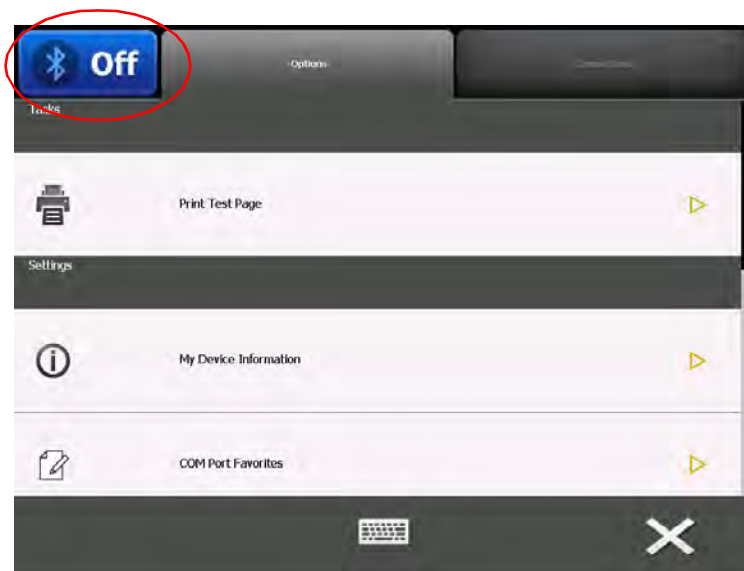 Off
Options
Tasks
Print Test Page
Settings
My Device Information
COM Port Favorites